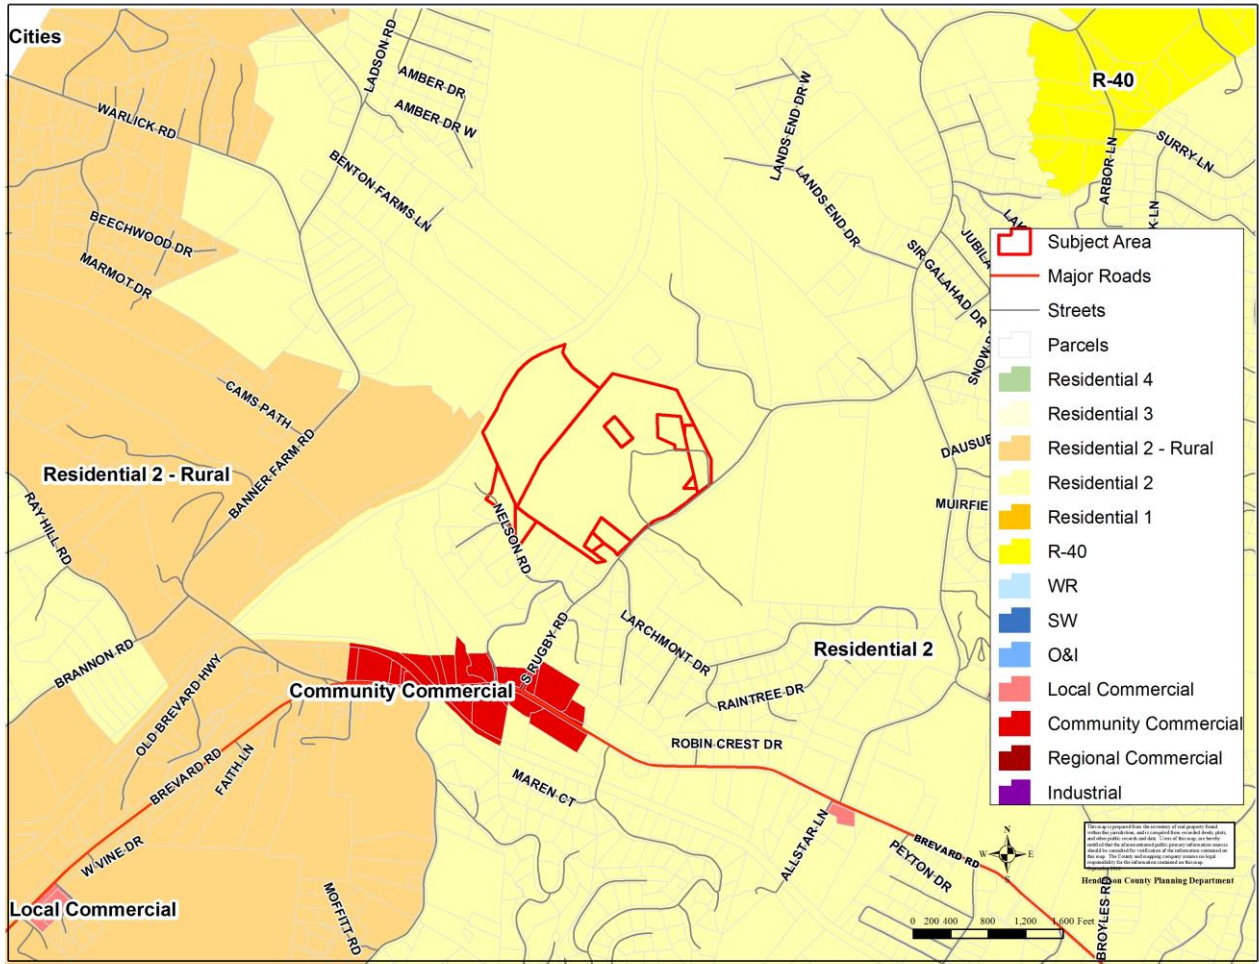 Cities
LADSON RD
AMBER DR
AMBER DR W
WARLICK RD
BENTON FARMS LN
BEECHWOOD DR
MARMOT DR
LANDS END DR W
LANDS END DR
R-40
SURRY LN
ARBOR LN
K LN
SIR GALAHAD DR
CAMS PATH
BANNER FARM RD
Residential 2 - Rural
RAY HILL RD
NELSON RD
BRANNON RD
OLD BREVARD HWY
S RUGBY RD
LARCHMONT DR
Residential 2
RAINTREE DR
Community Commercial
ROBIN CREST DR
BREVARD RD
FAITH LN
MAREN CT
W VINE DR
ALLSTAR LN
BREVARD RD
PEYTON DR
Local Commercial
MOFFITT RD
BROYLES RD
Subject Area
Major Roads
Streets
Parcels
Residential 4
Residential 3
Residential 2 - Rural
Residential 2
Residential 1
R-40
WR
SW
O&I
Local Commercial
Community Commercial
Regional Commercial
Industrial
N
W E
S
Henderson County Planning Department
0 200 400 800 1,200 1,600 Feet